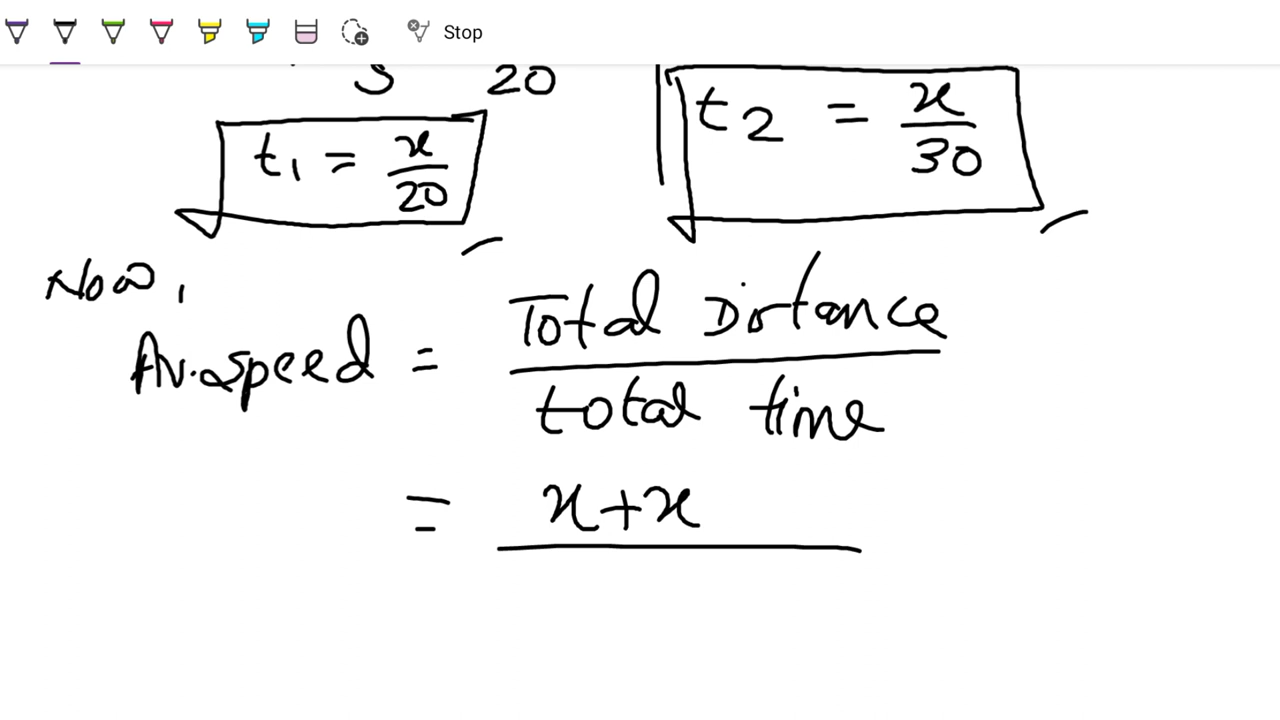 Stop
S 20
t₁ = x/20
t₂ = x/30
Now,
Av. speed = Total Distance / total time
= x+x